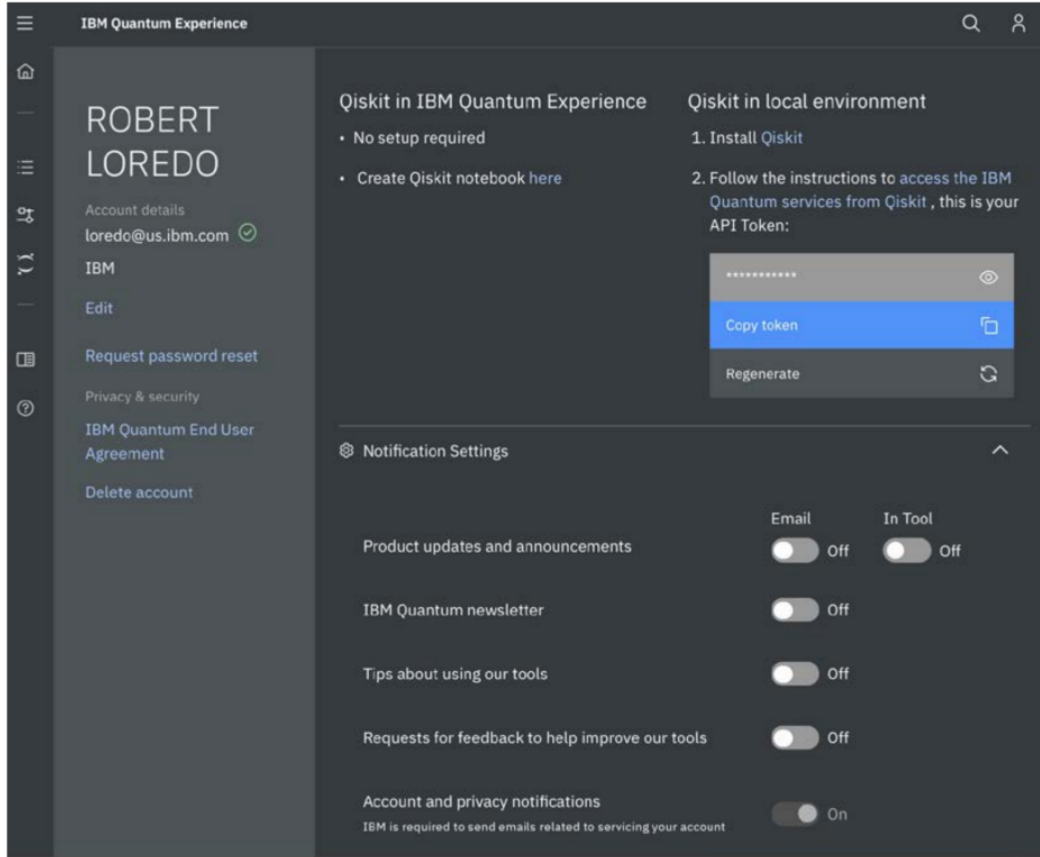 IBM Quantum Experience
ROBERT
LOREDO
Account details
loredo@us.ibm.com
IBM
Edit
Request password reset
Privacy & security
IBM Quantum End User
Agreement
Delete account
Qiskit in IBM Quantum Experience
• No setup required
• Create Qiskit notebook here
Qiskit in local environment
1. Install Qiskit
2. Follow the instructions to access the IBM
Quantum services from Qiskit , this is your
API Token:
***********
Copy token
Regenerate
Notification Settings
Email In Tool
Product updates and announcements Off Off
IBM Quantum newsletter Off
Tips about using our tools Off
Requests for feedback to help improve our tools Off
Account and privacy notifications On
IBM is required to send emails related to servicing your account